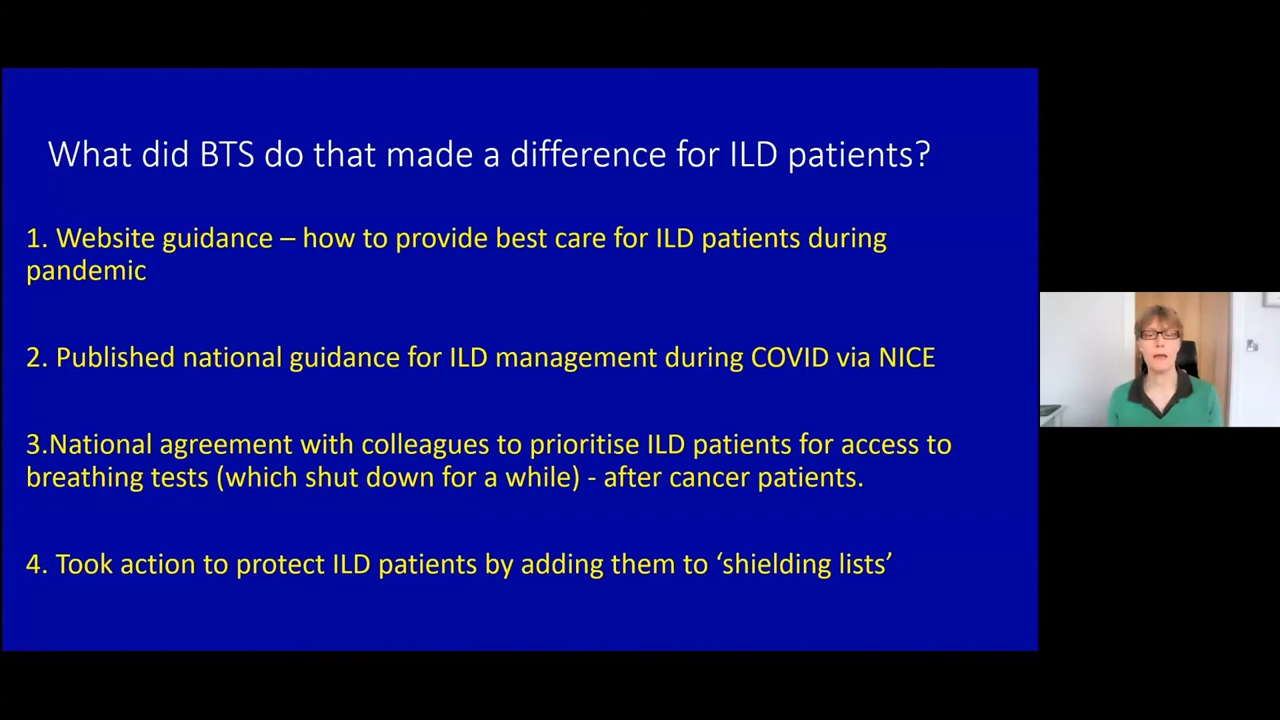 What did BTS do that made a difference for ILD patients?
1. Website guidance – how to provide best care for ILD patients during
pandemic
2. Published national guidance for ILD management during COVID via NICE
3.National agreement with colleagues to prioritise ILD patients for access to
breathing tests (which shut down for a while) - after cancer patients.
4. Took action to protect ILD patients by adding them to ‘shielding lists’